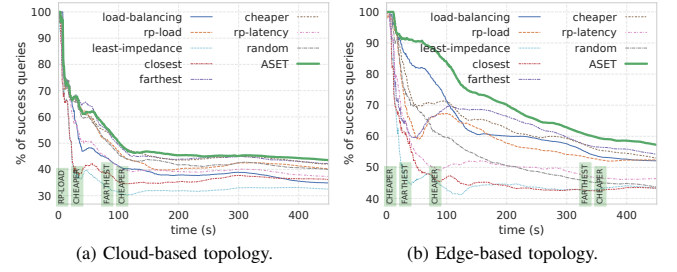 % of success queries
100
90
80
70
60
50
40
30
load-balancing
rp-load
least-impedance
closest
farthest
cheaper
rp-latency
random
ASET
RP-LOAD
CHEAPER
FARTHEST
CHEAPER
0
100
200
300
400
time (s)
(a) Cloud-based topology.
% of success queries
100
90
80
70
60
50
40
load-balancing
rp-load
least-impedance
closest
farthest
cheaper
rp-latency
random
ASET
CHEAPER
FARTHEST
CHEAPER
FARTHEST
CHEAPER
0
100
200
300
400
time (s)
(b) Edge-based topology.